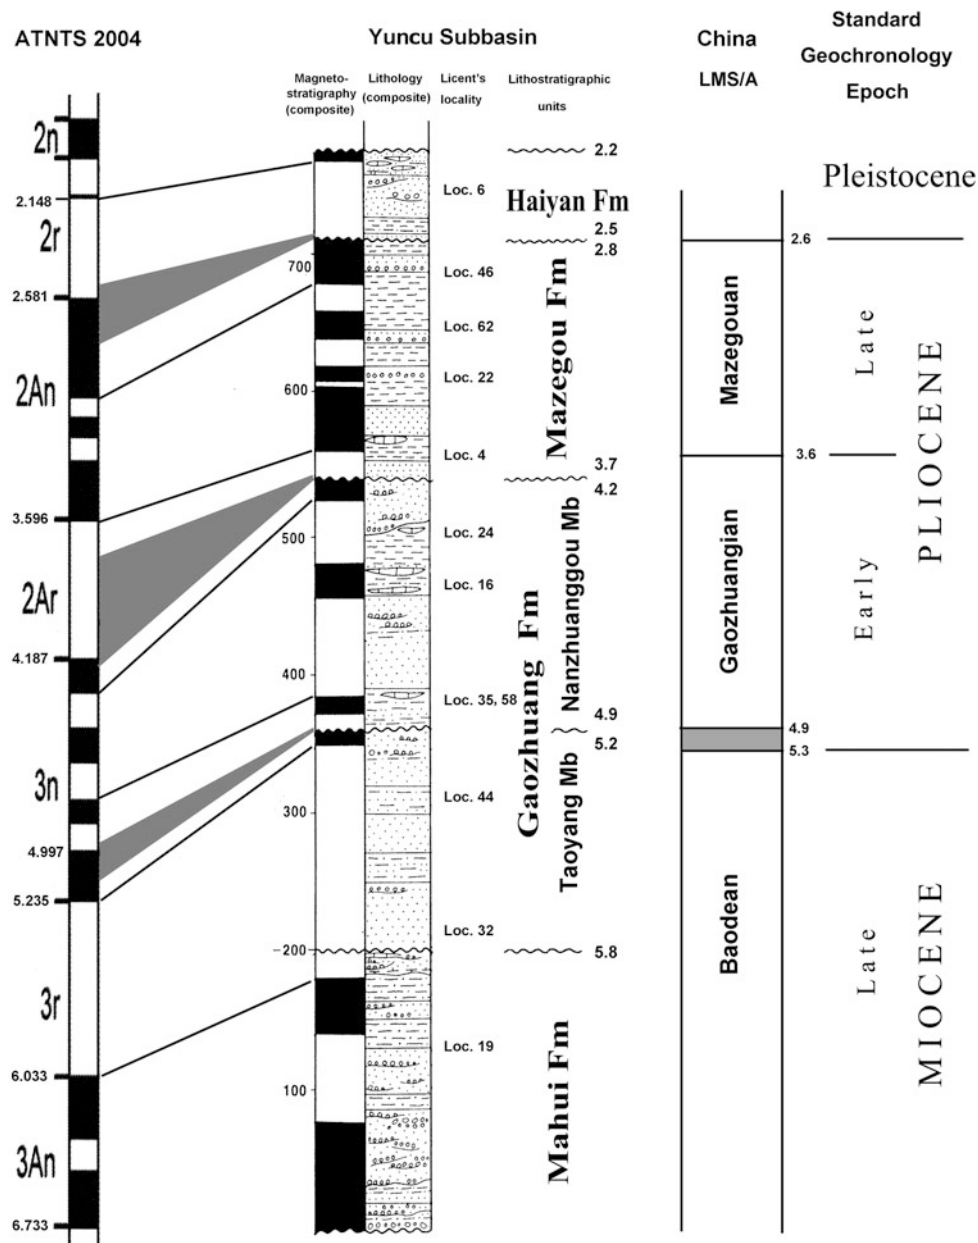 ATNTS 2004
Yuncu Subbasin
China
LMS/A
Standard
Geochronology
Epoch
Magneto-
stratigraphy
(composite)
Lithology
(composite)
Licent's
locality
Lithostratigraphic
units
2n
2.148
2r
2.581
2An
3.596
2Ar
4.187
3n
4.997
5.235
3r
6.033
3An
6.733
700
600
500
400
300
200
100
Loc. 6
Loc. 46
Loc. 62
Loc. 22
Loc. 4
Loc. 24
Loc. 16
Loc. 35, 58
Loc. 44
Loc. 32
Loc. 19
2.2
Haiyan Fm
2.5
2.8
Mazegou Fm
3.7
4.2
Gaozhuang Fm
Nanzhuanggou Mb
4.9
5.2
Taoyang Mb
5.8
Mahui Fm
2.6
Mazegouan
3.6
Gaozhuangian
4.9
5.3
Baodean
Pleistocene
Late
PLIOCENE
Early
Late
MIOCENE